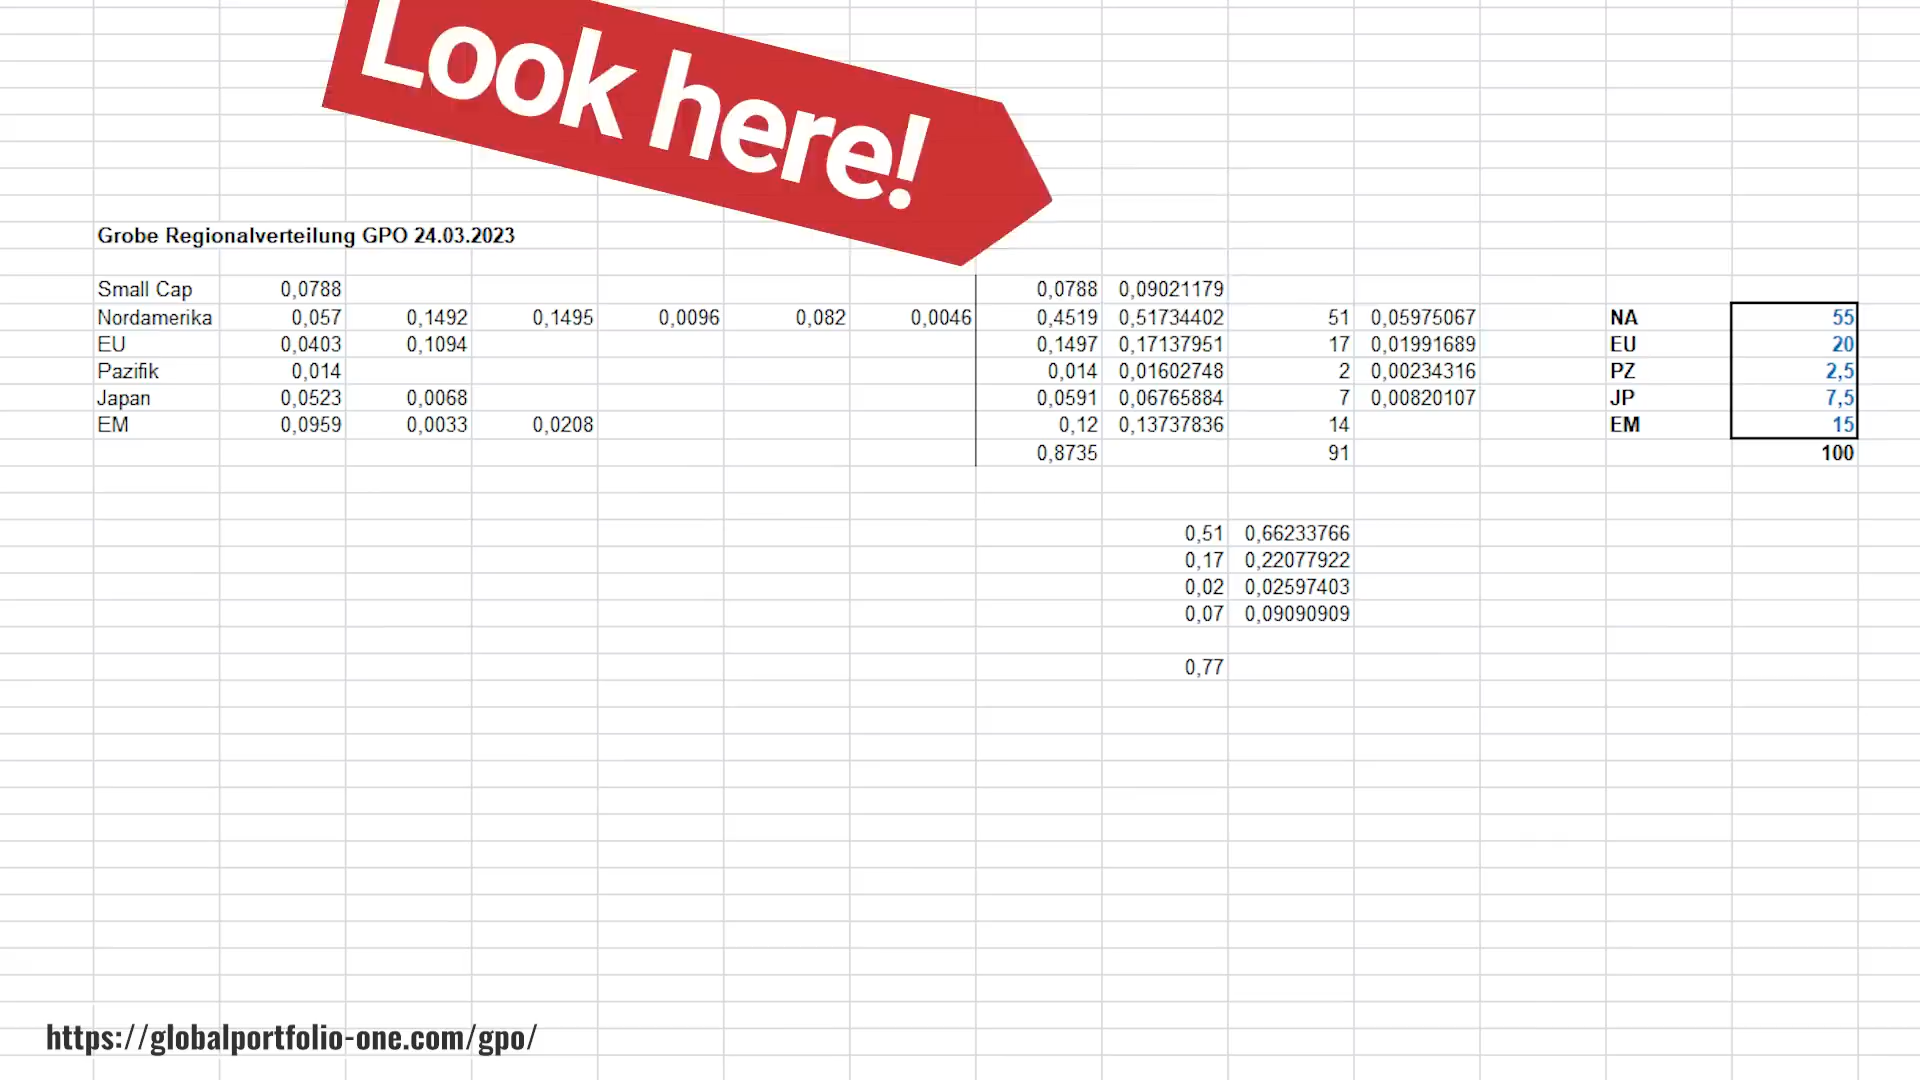 Look here!
Grobe Regionalverteilung GPO 24.03.2023
Small Cap 0,0788 0,0788 0,09021179
Nordamerika 0,057 0,1492 0,1495 0,0096 0,082 0,0046 0,4519 0,51734402 51 0,05975067 NA 55
EU 0,0403 0,1094 0,1497 0,17137951 17 0,01991689 EU 20
Pazifik 0,014 0,014 0,01602748 2 0,00234316 PZ 2,5
Japan 0,0523 0,0068 0,0591 0,06765884 7 0,00820107 JP 7,5
EM 0,0959 0,0033 0,0208 0,12 0,13737836 14 EM 15
0,8735 91 100
0,51 0,66233766
0,17 0,22077922
0,02 0,02597403
0,07 0,09090909
0,77
https://globalportfolio-one.com/gpo/